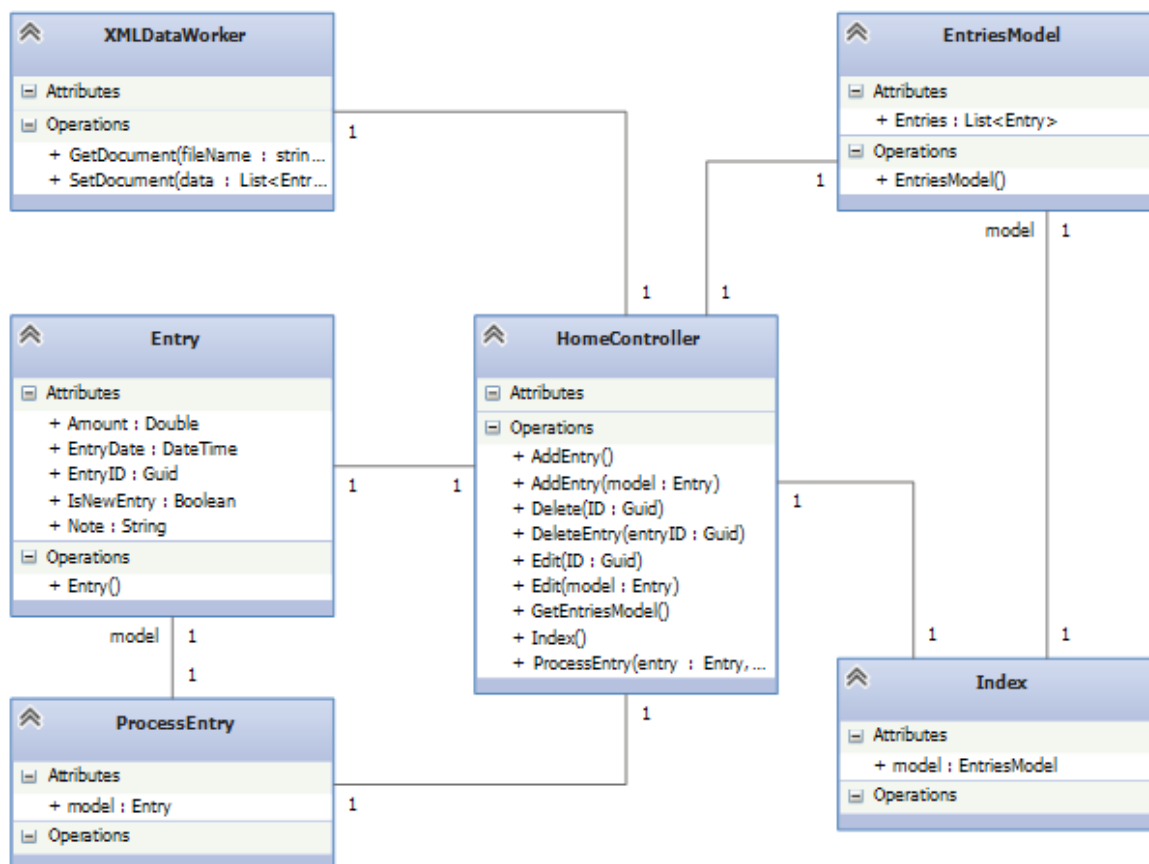 XMLDataWorker
Attributes
Operations
+ GetDocument(fileName : strin...
+ SetDocument(data : List<Entr...
1
EntriesModel
Attributes
+ Entries : List<Entry>
Operations
+ EntriesModel()
1
model 1
1
1
Entry
Attributes
+ Amount : Double
+ EntryDate : DateTime
+ EntryID : Guid
+ IsNewEntry : Boolean
+ Note : String
Operations
+ Entry()
1
1
model 1
1
HomeController
Attributes
Operations
+ AddEntry()
+ AddEntry(model : Entry)
+ Delete(ID : Guid)
+ DeleteEntry(entryID : Guid)
+ Edit(ID : Guid)
+ Edit(model : Entry)
+ GetEntriesModel()
+ Index()
+ ProcessEntry(entry : Entry,...
1
1
1
1
ProcessEntry
Attributes
+ model : Entry
Operations
1
1
Index
Attributes
+ model : EntriesModel
Operations